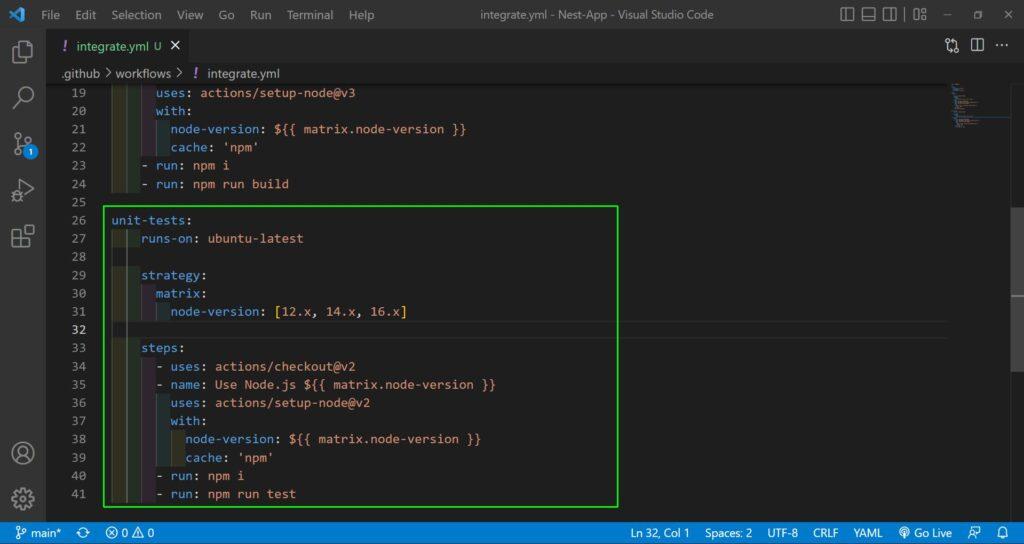 File Edit Selection View Go Run Terminal Help integrate.yml - Nest-App - Visual Studio Code
! integrate.yml U
.github > workflows > ! integrate.yml
19 uses: actions/setup-node@v3
20 with:
21 node-version: ${{ matrix.node-version }}
22 cache: 'npm'
23 - run: npm i
24 - run: npm run build
25
26 unit-tests:
27 runs-on: ubuntu-latest
28
29 strategy:
30 matrix:
31 node-version: [12.x, 14.x, 16.x]
32
33 steps:
34 - uses: actions/checkout@v2
35 - name: Use Node.js ${{ matrix.node-version }}
36 uses: actions/setup-node@v2
37 with:
38 node-version: ${{ matrix.node-version }}
39 cache: 'npm'
40 - run: npm i
41 - run: npm run test
1
main* 0 0 Ln 32, Col 1 Spaces: 2 UTF-8 CRLF YAML Go Live